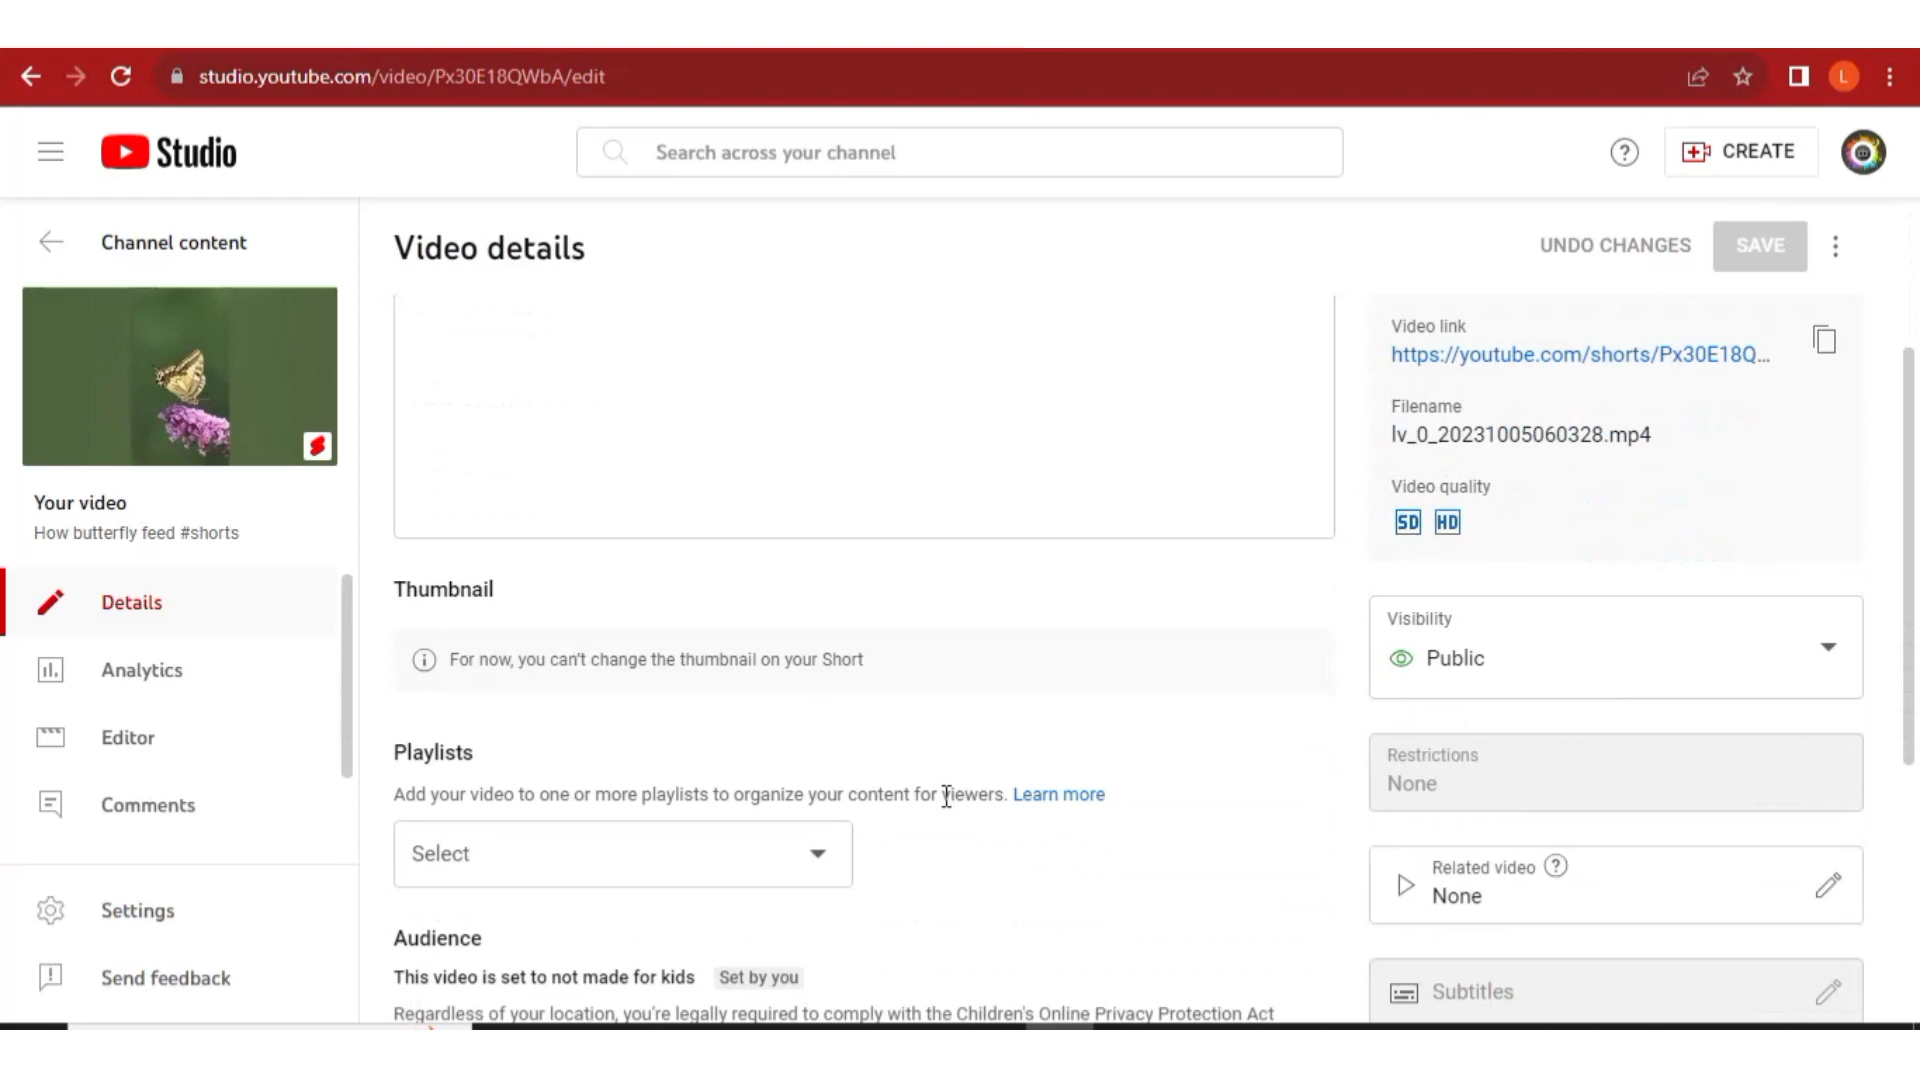 studio.youtube.com/video/Px30E18QWbA/edit
L
Studio
Search across your channel
?
CREATE
Channel content
Video details
UNDO CHANGES
SAVE
Video link
https://youtube.com/shorts/Px30E18Q...
Filename
lv_0_20231005060328.mp4
Video quality
SD HD
Your video
How butterfly feed #shorts
Details
Analytics
Editor
Comments
Settings
Send feedback
Thumbnail
For now, you can't change the thumbnail on your Short
Playlists
Add your video to one or more playlists to organize your content for viewers. Learn more
Select
Audience
This video is set to not made for kids Set by you
Regardless of your location, you're legally required to comply with the Children's Online Privacy Protection Act
Visibility
Public
Restrictions
None
Related video ?
None
Subtitles